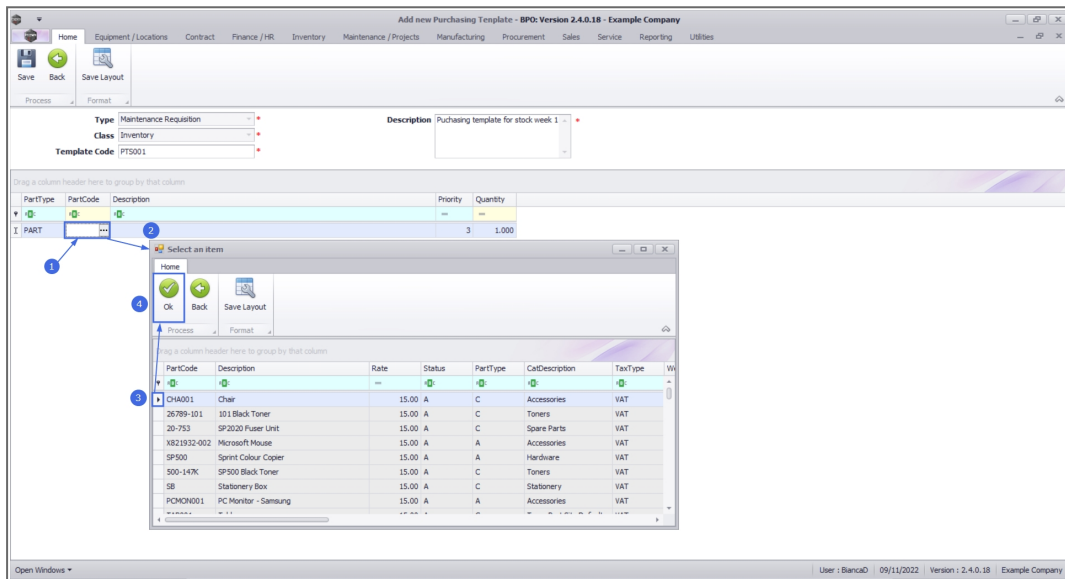 Add new Purchasing Template - BPO: Version 2.4.0.18 - Example Company
Home Equipment / Locations Contract Finance / HR Inventory Maintenance / Projects Manufacturing Procurement Sales Service Reporting Utilities
Save Back Save Layout
Process Format
Type Maintenance Requisition * Description Puchasing template for stock week 1 *
Class Inventory *
Template Code PTS001 *
Drag a column header here to group by that column
PartType PartCode Description Priority Quantity
PART 3 1.000
1
2
Select an item
Home
4
Ok Back Save Layout
Process Format
Drag a column header here to group by that column
PartCode Description Rate Status PartType CatDescription TaxType
3
CHA001 Chair 15.00 A C Accessories VAT
26789-101 101 Black Toner 15.00 A C Toners VAT
20-753 SP2020 Fuser Unit 15.00 A C Spare Parts VAT
X821932-002 Microsoft Mouse 15.00 A A Accessories VAT
SP500 Sprint Colour Copier 15.00 A A Hardware VAT
500-147K SP500 Black Toner 15.00 A C Toners VAT
SB Stationery Box 15.00 A C Stationery VAT
PCMON001 PC Monitor - Samsung 15.00 A A Accessories VAT
Open Windows User : BiancaD 09/11/2022 Version : 2.4.0.18 Example Company